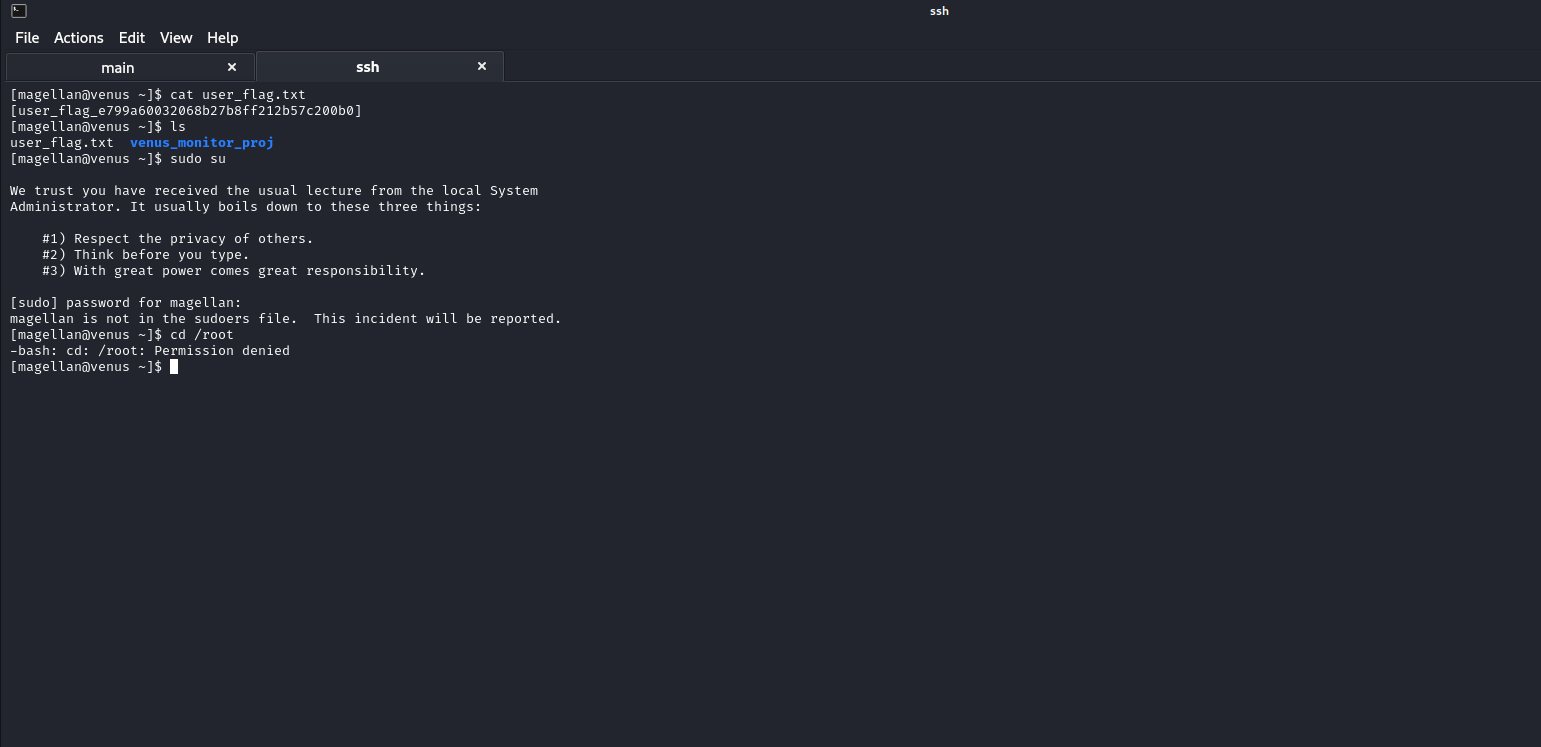 ssh
File Actions Edit View Help
main × ssh ×
[magellan@venus ~]$ cat user_flag.txt
[user_flag_e799a60032068b27b8ff212b57c200b0]
[magellan@venus ~]$ ls
user_flag.txt  venus_monitor_proj
[magellan@venus ~]$ sudo su

We trust you have received the usual lecture from the local System
Administrator. It usually boils down to these three things:

    #1) Respect the privacy of others.
    #2) Think before you type.
    #3) With great power comes great responsibility.

[sudo] password for magellan:
magellan is not in the sudoers file.  This incident will be reported.
[magellan@venus ~]$ cd /root
-bash: cd: /root: Permission denied
[magellan@venus ~]$